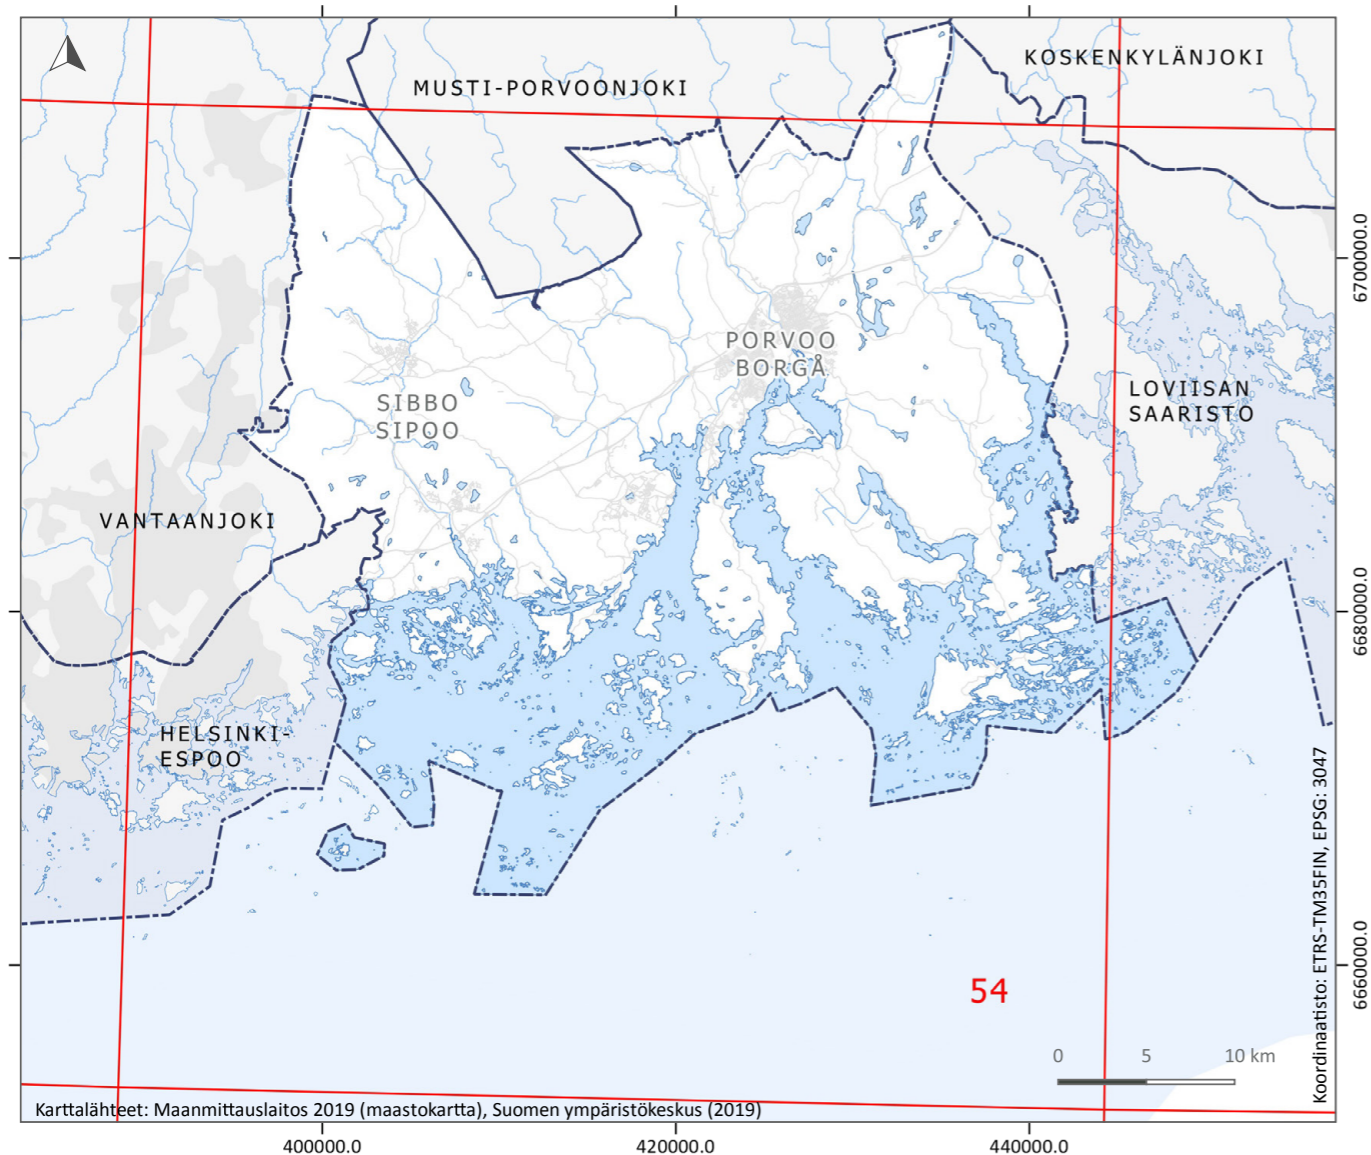 KOSKENKYLÄNJOKI
MUSTI-PORVOONJOKI
6700000.0
PORVOO
BORGÅ
SIBBO
SIPOO
LOVIISAN
SAARISTO
VANTAANJOKI
6680000.0
HELSINKI-
ESPOO
Koordinaatisto: ETRS-TM35FIN, EPSG: 3047
6660000.0
54
0 5 10 km
Karttalähteet: Maanmittauslaitos 2019 (maastokartta), Suomen ympäristökeskus (2019)
400000.0 420000.0 440000.0